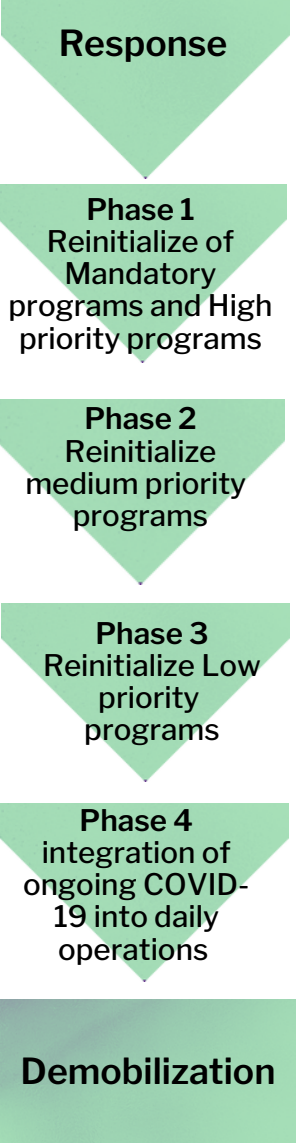 Response
Phase 1
Reinitialize of
Mandatory
programs and High
priority programs
Phase 2
Reinitialize
medium priority
programs
Phase 3
Reinitialize Low
priority
programs
Phase 4
integration of
ongoing COVID-
19 into daily
operations
Demobilization